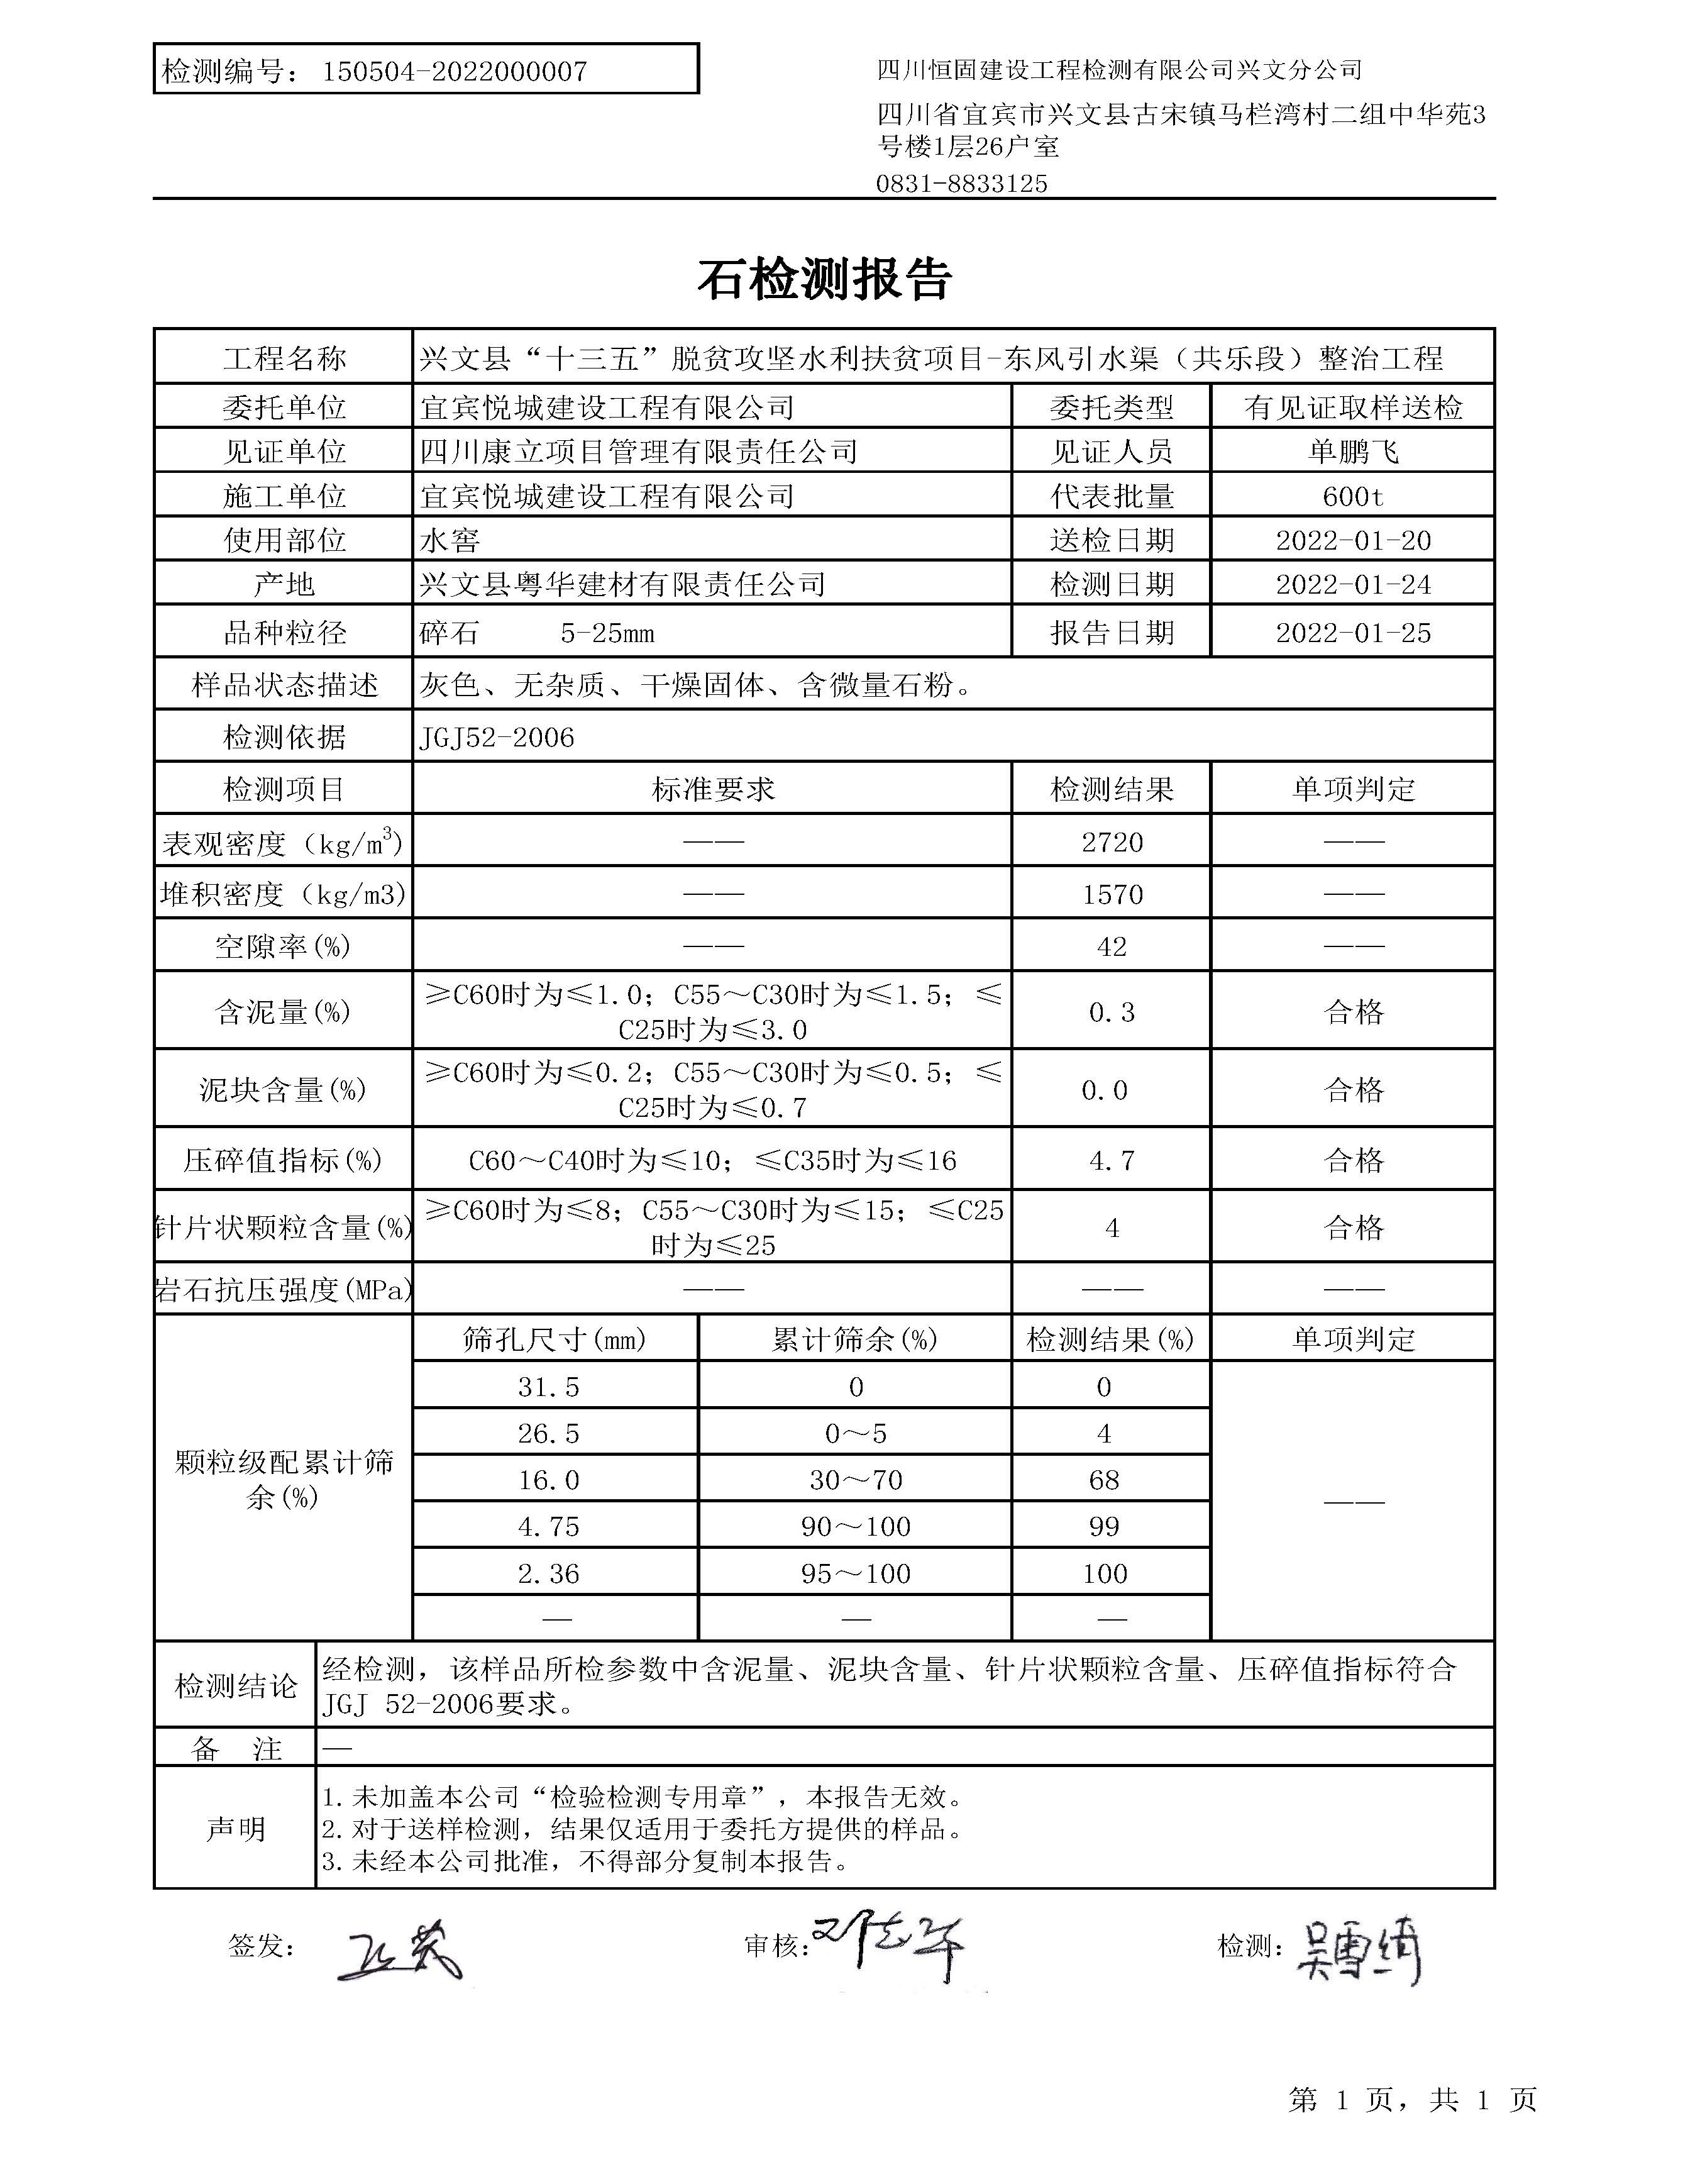 检测编号： 150504-2022000007
四川恒固建设工程检测有限公司兴文分公司
四川省宜宾市兴文县古宋镇马栏湾村二组中华苑3
号楼1层26户室
0831-8833125
石检测报告
工程名称 兴文县“十三五”脱贫攻坚水利扶贫项目-东风引水渠（共乐段）整治工程
委托单位 宜宾悦城建设工程有限公司 委托类型 有见证取样送检
见证单位 四川康立项目管理有限责任公司 见证人员 单鹏飞
施工单位 宜宾悦城建设工程有限公司 代表批量 600t
使用部位 水窖 送检日期 2022-01-20
产地 兴文县粤华建材有限责任公司 检测日期 2022-01-24
品种粒径 碎石 5-25mm 报告日期 2022-01-25
样品状态描述 灰色、无杂质、干燥固体、含微量石粉。
检测依据 JGJ52-2006
检测项目 标准要求 检测结果 单项判定
表观密度（kg/m³） —— 2720 ——
堆积密度（kg/m3） —— 1570 ——
空隙率(%) —— 42 ——
含泥量(%) ≥C60时为≤1.0；C55～C30时为≤1.5；≤ 0.3 合格
C25时为≤3.0
泥块含量(%) ≥C60时为≤0.2；C55～C30时为≤0.5；≤ 0.0 合格
C25时为≤0.7
压碎值指标(%) C60～C40时为≤10；≤C35时为≤16 4.7 合格
针片状颗粒含量(%) ≥C60时为≤8；C55～C30时为≤15；≤C25 4 合格
时为≤25
岩石抗压强度(MPa) —— —— ——
筛孔尺寸(mm) 累计筛余(%) 检测结果(%) 单项判定
31.5 0 0
26.5 0～5 4
颗粒级配累计筛
余(%)
16.0 30～70 68
——
4.75 90～100 99
2.36 95～100 100
— — —
检测结论 经检测，该样品所检参数中含泥量、泥块含量、针片状颗粒含量、压碎值指标符合
JGJ 52-2006要求。
备 注 —
声明
1.未加盖本公司“检验检测专用章”，本报告无效。
2.对于送样检测，结果仅适用于委托方提供的样品。
3.未经本公司批准，不得部分复制本报告。
签发： 审核： 检测：吴雪绮
第 1 页，共 1 页